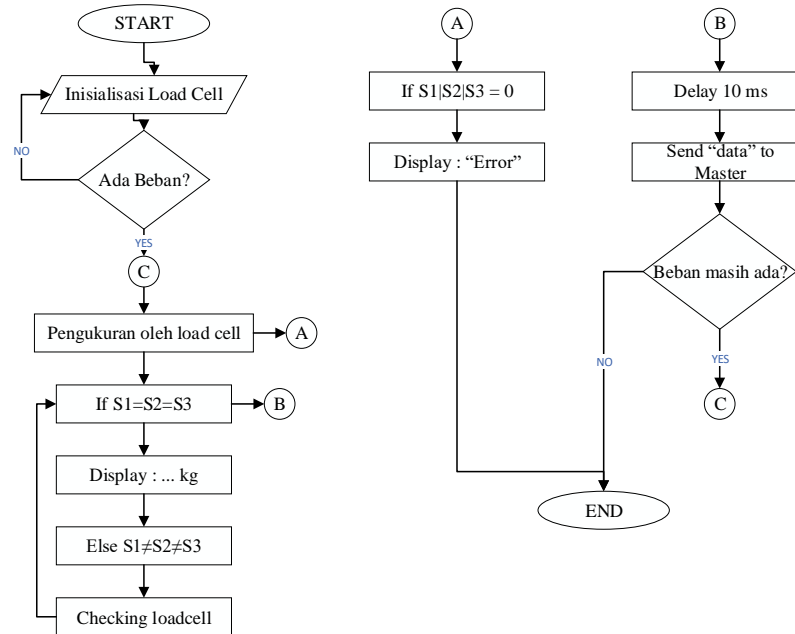 START
Inisialisasi Load Cell
NO
Ada Beban?
YES
C
Pengukuran oleh load cell
A
If S1=S2=S3
B
Display : ... kg
Else S1≠S2≠S3
Checking loadcell
A
If S1|S2|S3 = 0
Display : “Error”
B
Delay 10 ms
Send “data” to
Master
Beban masih ada?
NO
YES
C
END